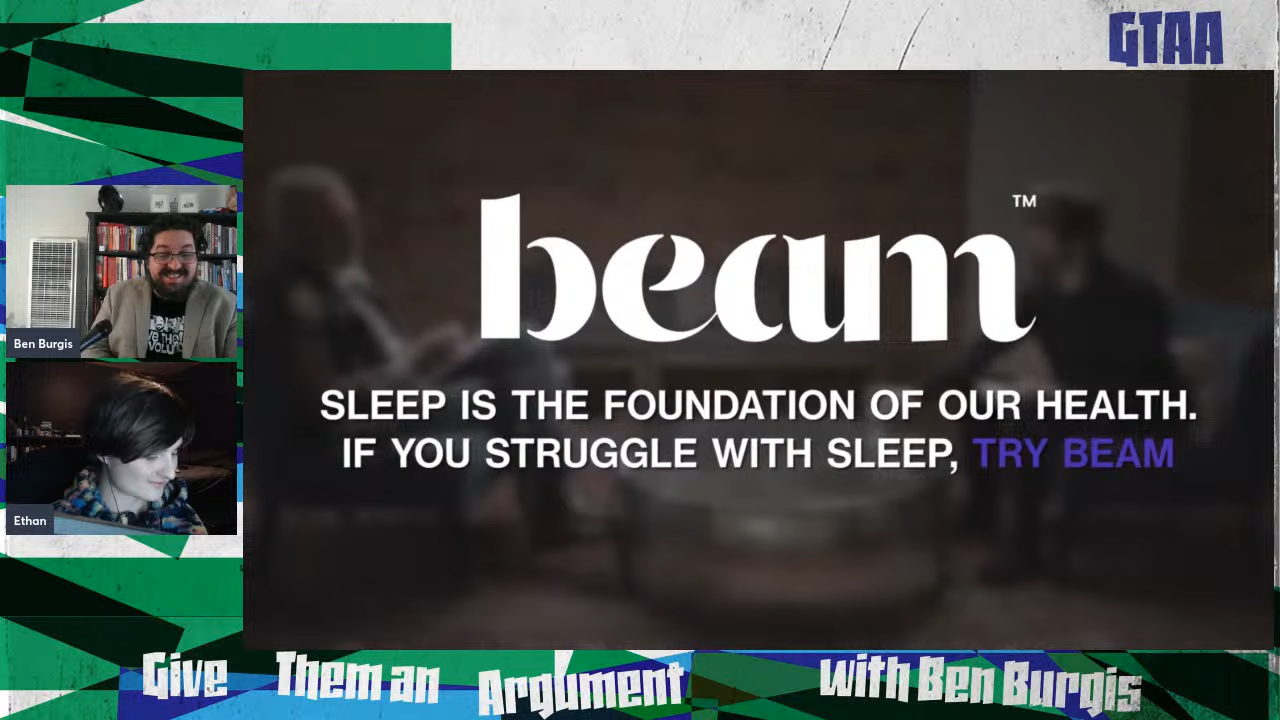 GTAA
beam™
SLEEP IS THE FOUNDATION OF OUR HEALTH.
IF YOU STRUGGLE WITH SLEEP, TRY BEAM
Ben Burgis
Ethan
Give Them an Argument with Ben Burgis